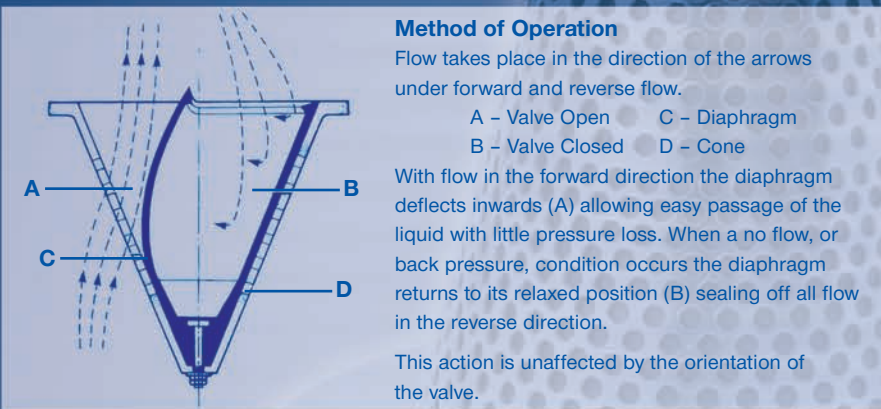 Method of Operation
Flow takes place in the direction of the arrows
under forward and reverse flow.
A – Valve Open C – Diaphragm
B – Valve Closed D – Cone
With flow in the forward direction the diaphragm
deflects inwards (A) allowing easy passage of the
liquid with little pressure loss. When a no flow, or
back pressure, condition occurs the diaphragm
returns to its relaxed position (B) sealing off all flow
in the reverse direction.
This action is unaffected by the orientation of
the valve.
A
B
C
D